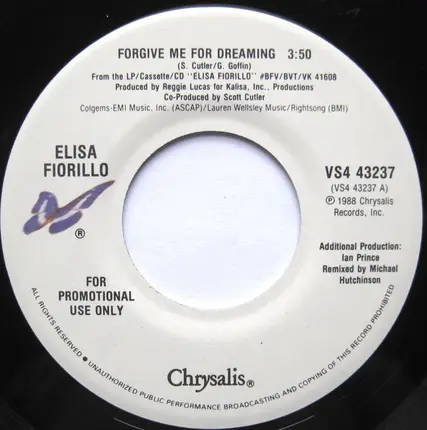 FORGIVE ME FOR DREAMING 3:50
(S. Cutler/G. Goffin)
From the LP/Cassette/CD "ELISA FIORILLO" #BFV/BVT/VK 41608
Produced by Reggie Lucas for Kalisa, Inc., Productions
Co-Produced by Scott Cutler
Colgems-EMI Music, Inc. (ASCAP)/Lauren Wellsley Music/Rightsong (BMI)
ELISA
FIORILLO
®
FOR
PROMOTIONAL
USE ONLY
VS4 43237
(VS4 43237 A)
℗ 1988 Chrysalis
Records, Inc.
Additional Production:
Ian Prince
Remixed by Michael
Hutchinson
Chrysalis®
ALL RIGHTS RESERVED • UNAUTHORIZED PUBLIC PERFORMANCE BROADCASTING AND COPYING OF THIS RECORD PROHIBITED